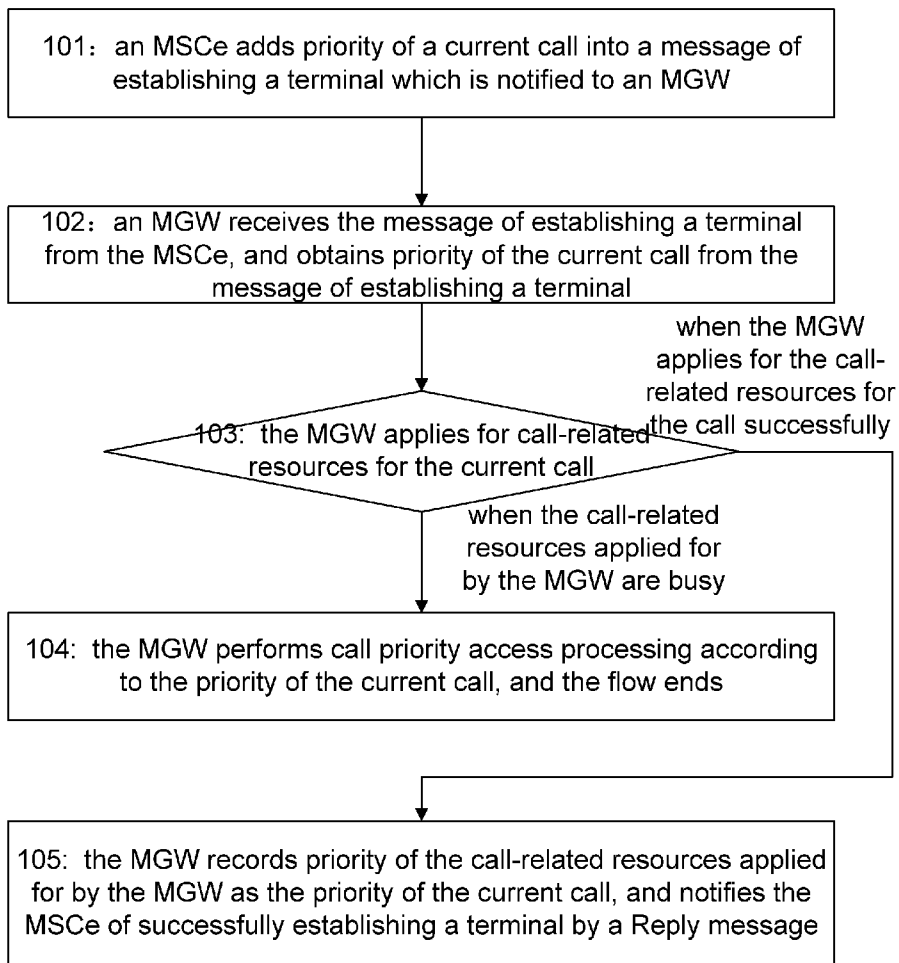 101： an MSCe adds priority of a current call into a message of
establishing a terminal which is notified to an MGW
102： an MGW receives the message of establishing a terminal
from the MSCe, and obtains priority of the current call from the
message of establishing a terminal
when the MGW
applies for the call-
related resources for
the call successfully
103: the MGW applies for call-related
resources for the current call
when the call-related
resources applied for
by the MGW are busy
104: the MGW performs call priority access processing according
to the priority of the current call, and the flow ends
105: the MGW records priority of the call-related resources applied
for by the MGW as the priority of the current call, and notifies the
MSCe of successfully establishing a terminal by a Reply message